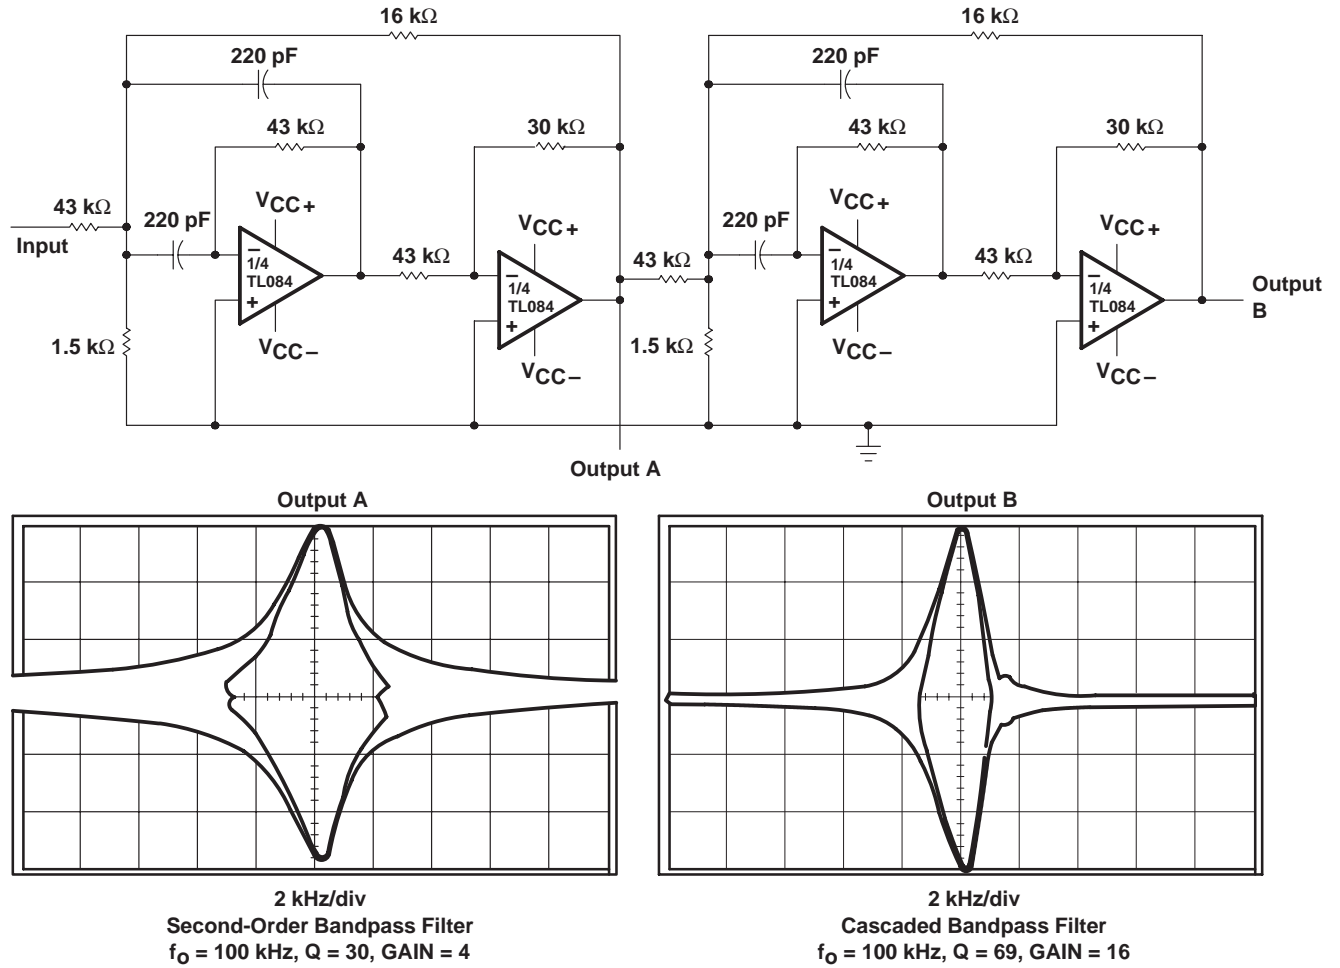 16 kΩ
16 kΩ
220 pF
220 pF
43 kΩ
30 kΩ
43 kΩ
30 kΩ
43 kΩ
Input
220 pF
VCC+
−
1/4
TL084
+
VCC−
1.5 kΩ
43 kΩ
VCC+
−
1/4
TL084
+
VCC−
43 kΩ
1.5 kΩ
220 pF
VCC+
−
1/4
TL084
+
VCC−
43 kΩ
VCC+
−
1/4
TL084
+
VCC−
Output
B
Output A
Output A
Output B
2 kHz/div
Second-Order Bandpass Filter
fo = 100 kHz, Q = 30, GAIN = 4
2 kHz/div
Cascaded Bandpass Filter
fo = 100 kHz, Q = 69, GAIN = 16